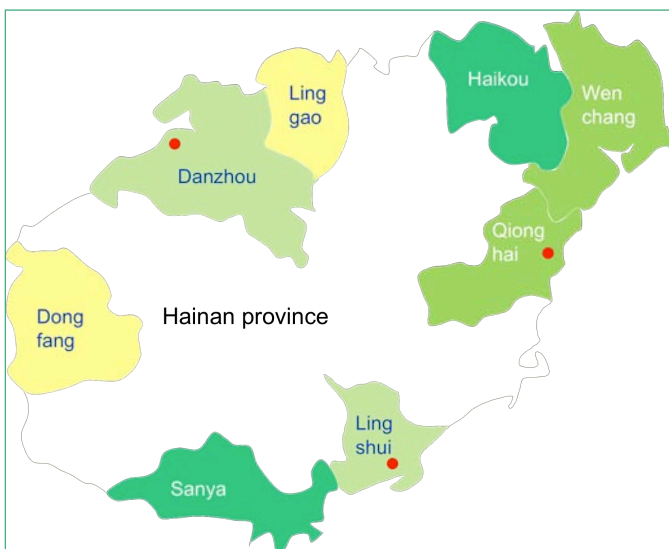 Haikou
Ling
gao
Wen
chang
Danzhou
Qiong
hai
Dong
fang
Hainan province
Ling
shui
Sanya